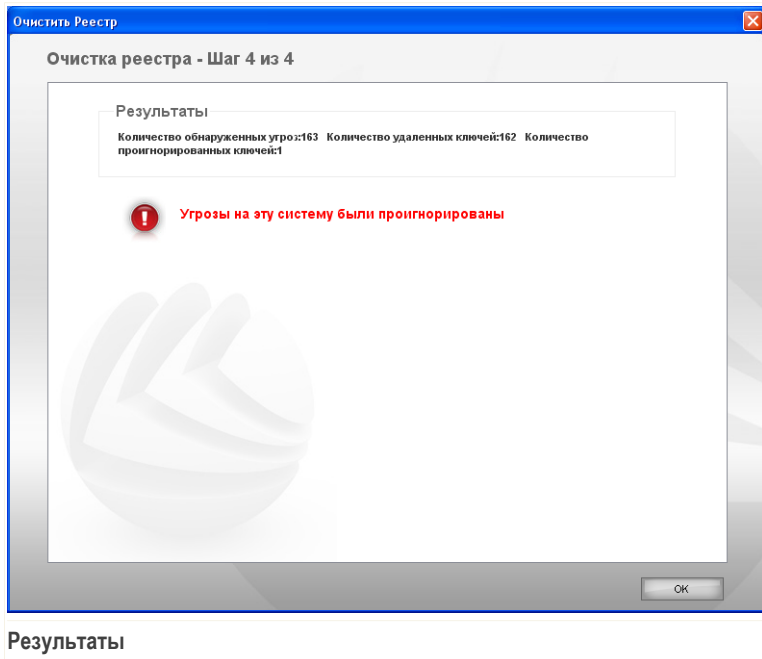 Очистить Реестр
Очистка реестра - Шаг 4 из 4
Результаты
Количество обнаруженных угроз:163 Количество удаленных ключей:162 Количество
проигнорированных ключей:1
Угрозы на эту систему были проигнорированы
OK
Результаты